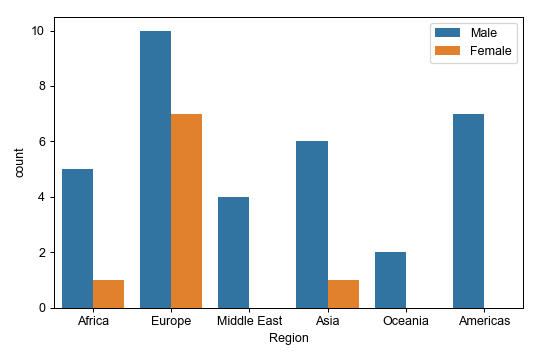 Male
Female
10
8
6
4
2
0
count
Africa
Europe
Middle East
Asia
Oceania
Americas
Region